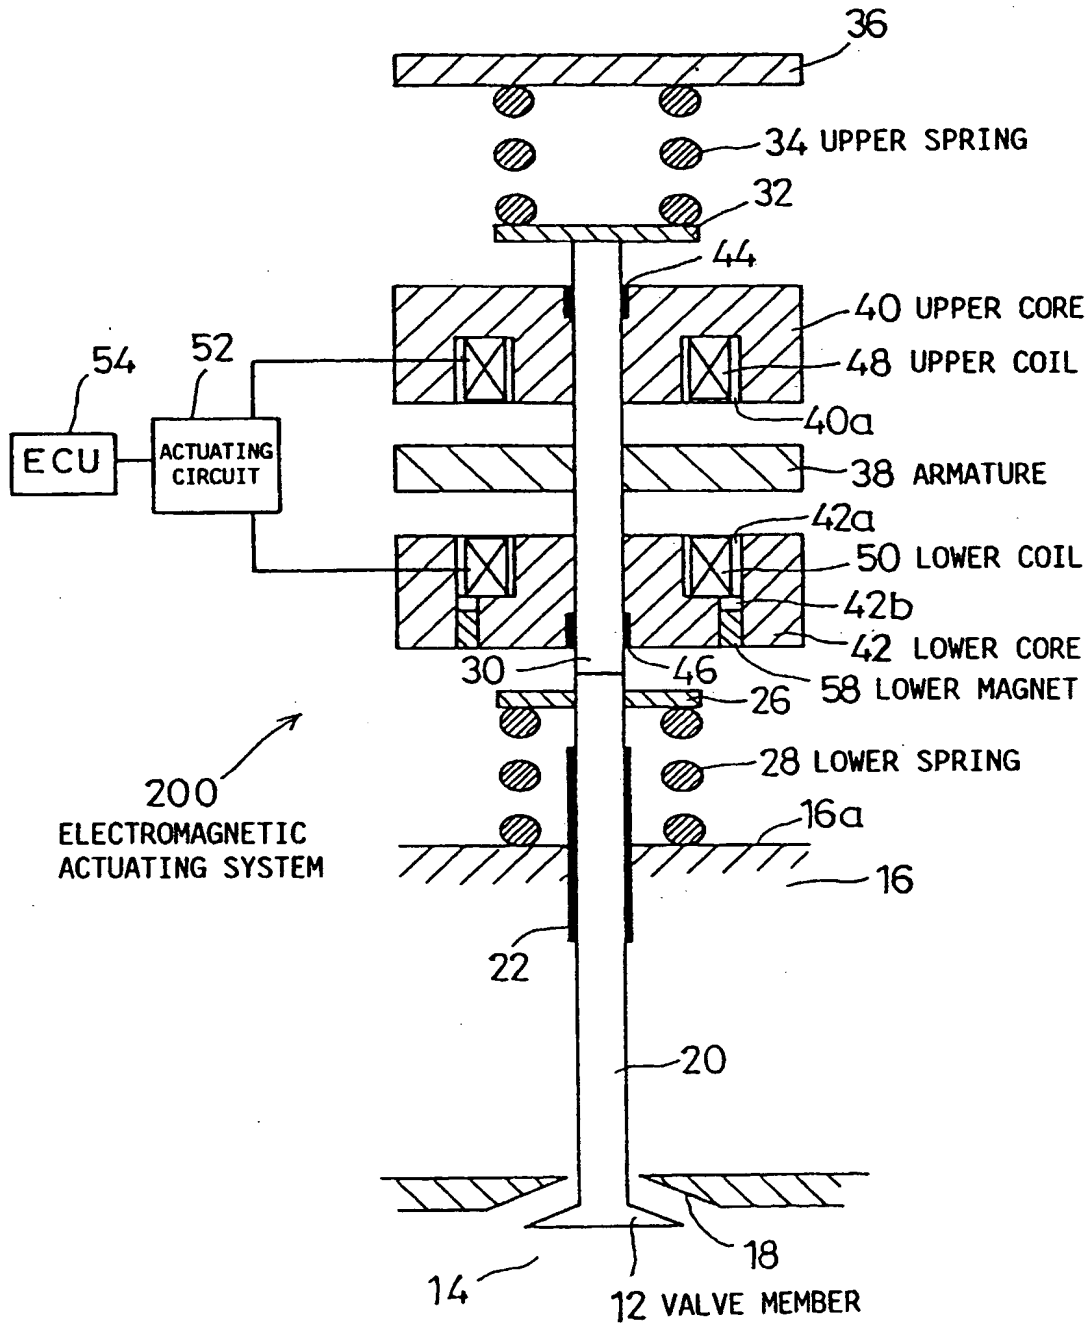 36
34 UPPER SPRING
32
44
40 UPPER CORE
54
52
48 UPPER COIL
40a
ECU
ACTUATING
CIRCUIT
38 ARMATURE
42a
50 LOWER COIL
42b
42 LOWER CORE
30
46
58 LOWER MAGNET
26
28 LOWER SPRING
200
ELECTROMAGNETIC
ACTUATING SYSTEM
16a
16
22
20
18
14
12 VALVE MEMBER